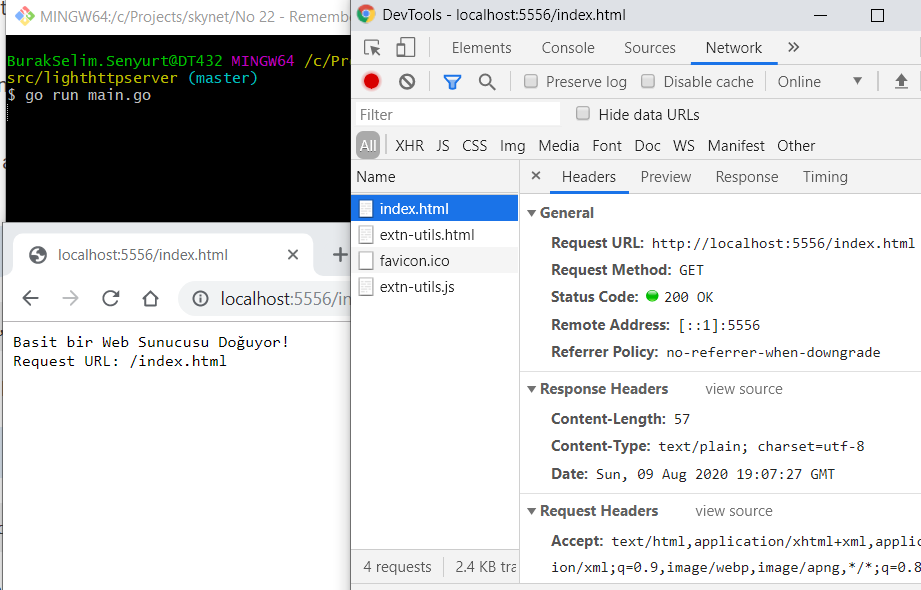 MINGW64:/c/Projects/skynet/No 22 - Remember
BurakSelim.Senyurt@DT432 MINGW64 /c/Pr
src/lighthttpserver (master)
$ go run main.go
localhost:5556/index.html
localhost:5556/in
Basit bir Web Sunucusu Doğuyor!
Request URL: /index.html
DevTools - localhost:5556/index.html
Elements Console Sources Network »
Preserve log Disable cache Online
Filter Hide data URLs
All XHR JS CSS Img Media Font Doc WS Manifest Other
Name
index.html
extn-utils.html
favicon.ico
extn-utils.js
4 requests 2.4 KB tra
× Headers Preview Response Timing
General
Request URL: http://localhost:5556/index.html
Request Method: GET
Status Code: 200 OK
Remote Address: [::1]:5556
Referrer Policy: no-referrer-when-downgrade
Response Headers view source
Content-Length: 57
Content-Type: text/plain; charset=utf-8
Date: Sun, 09 Aug 2020 19:07:27 GMT
Request Headers view source
Accept: text/html,application/xhtml+xml,applic
ion/xml;q=0.9,image/webp,image/apng,*/*;q=0.8